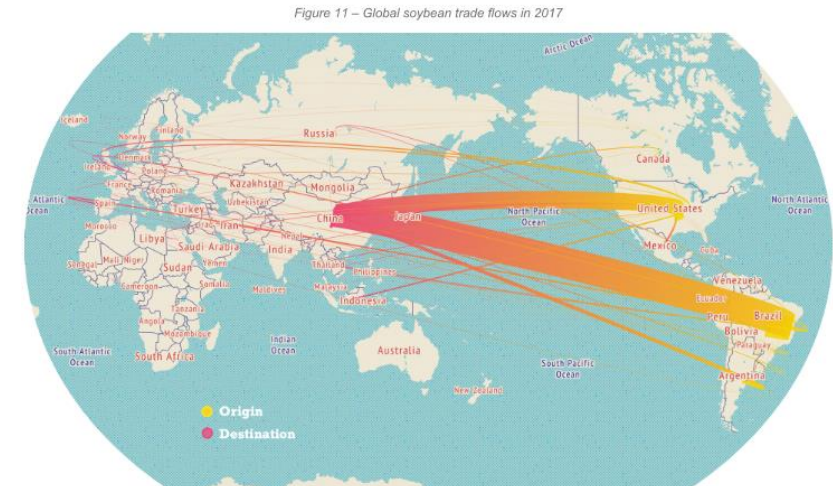 Figure 11 – Global soybean trade flows in 2017
Arctic Ocean
Iceland
Norway
Finland
Russia
Canada
Denmark
Ireland
Poland
France
Romania
Kazakhstan
Mongolia
North Atlantic
Ocean
Atlantic
Ocean
Spain
Turkey
Uzbekistan
China
Japan
North Pacific
Ocean
United States
Morocco
Iraq
Iran
Libya
Saudi Arabia
Nepal
India
Mexico
Cuba
Senegal
Mali
Niger
Sudan
Yemen
Thailand
Philippines
Venezuela
Cameroon
Somalia
Maldives
Malaysia
Indonesia
Ecuador
Peru
Brazil
Tanzania
Angola
Mozambique
Bolivia
Paraguay
South Atlantic
Ocean
South Africa
Indian
Ocean
Australia
South Pacific
Ocean
Argentina
New Zealand
Origin
Destination